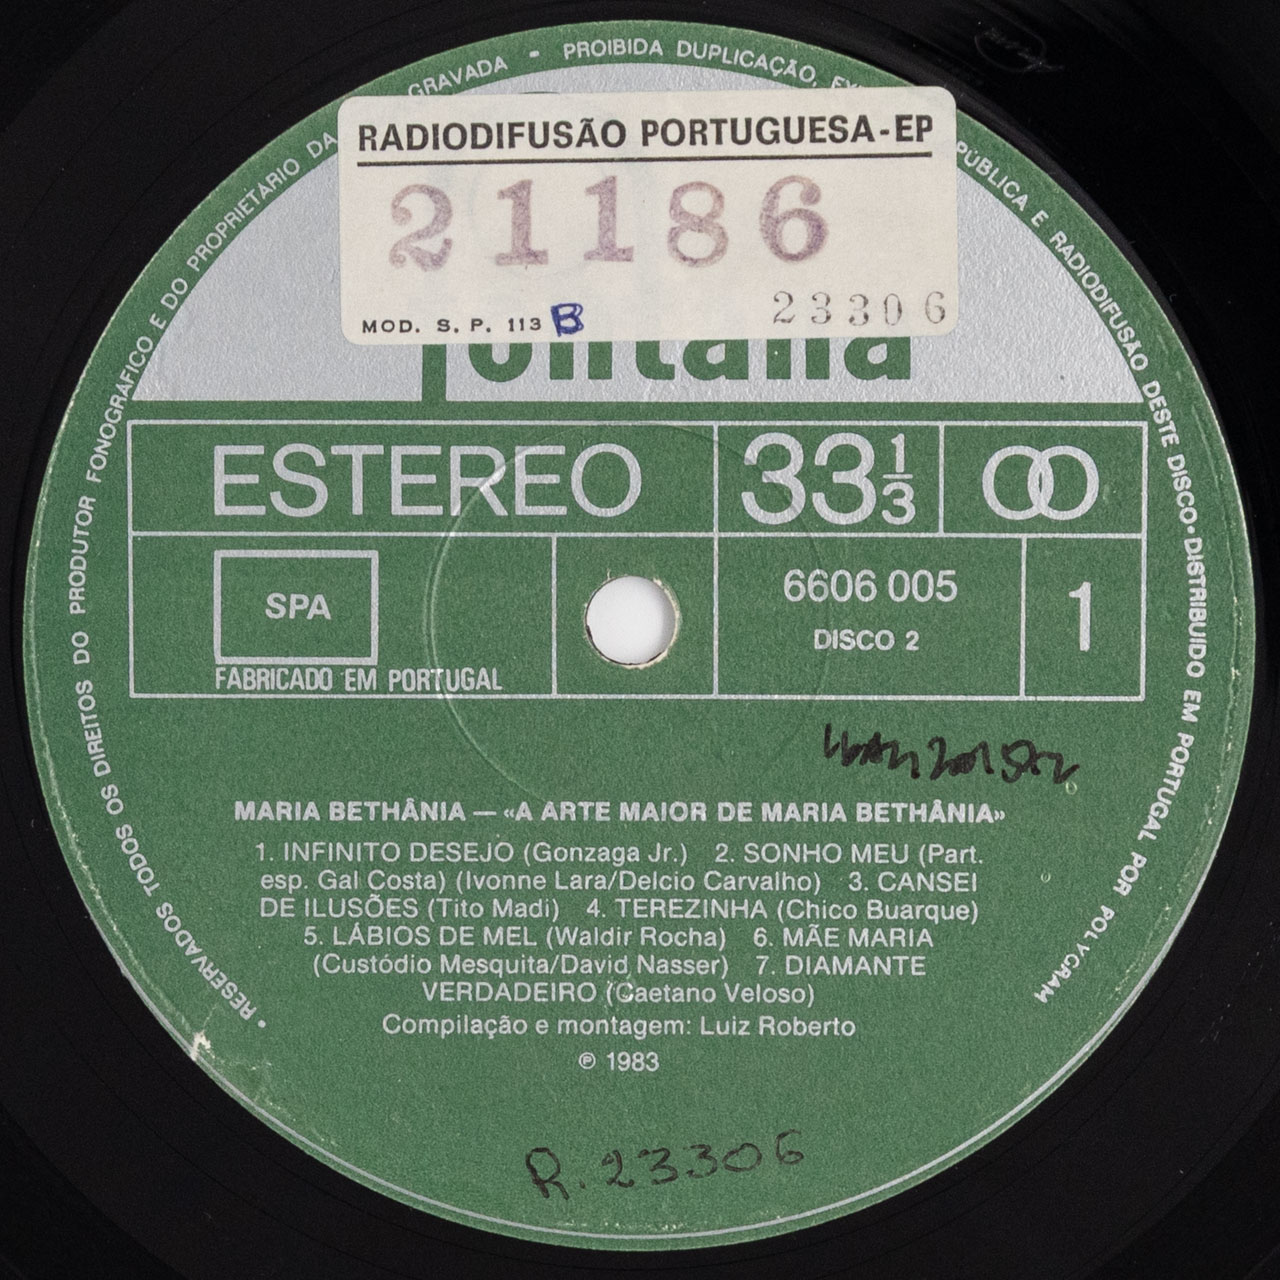 RESERVADOS TODOS OS DIREITOS DO PRODUTOR FONOGRÁFICO E DO PROPRIETÁRIO DA GRAVADA - PROIBIDA DUPLICAÇÃO, PÚBLICA E RADIODIFUSÃO DESTE DISCO • DISTRIBUIDO EM PORTUGAL POR POLYGRAM •
RADIODIFUSÃO PORTUGUESA-EP
21186
MOD. S. P. 113 B 23306
fontana
ESTEREO 33 1/3
SPA
6606 005
DISCO 2
1
FABRICADO EM PORTUGAL
MARIA BETHÂNIA — «A ARTE MAIOR DE MARIA BETHÂNIA»
1. INFINITO DESEJO (Gonzaga Jr.) 2. SONHO MEU (Part.
esp. Gal Costa) (Ivonne Lara/Delcio Carvalho) 3. CANSEI
DE ILUSÕES (Tito Madi) 4. TEREZINHA (Chico Buarque)
5. LÁBIOS DE MEL (Waldir Rocha) 6. MÃE MARIA
(Custódio Mesquita/David Nasser) 7. DIAMANTE
VERDADEIRO (Caetano Veloso)
Compilação e montagem: Luiz Roberto
℗ 1983
R. 23306